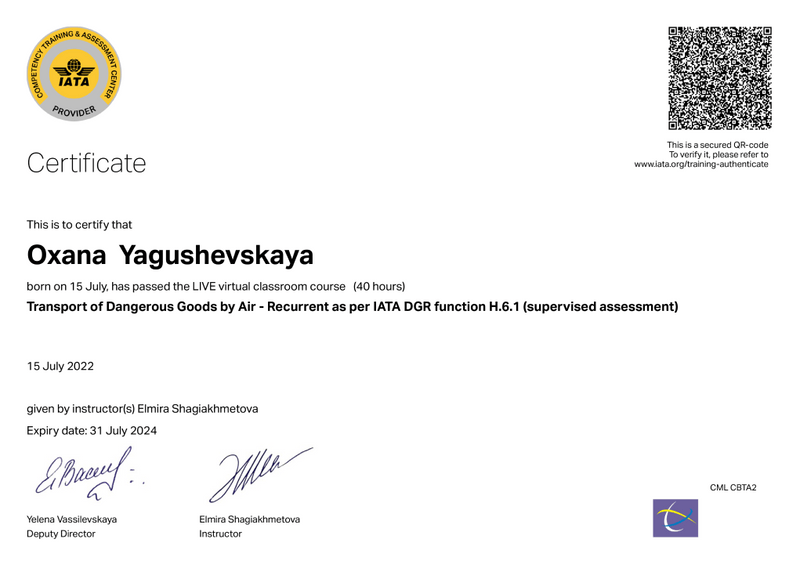 COMPETENCY TRAINING & ASSESSMENT CENTER
IATA
PROVIDER
This is a secured QR-code
To verify it, please refer to
www.iata.org/training-authenticate
Certificate
This is to certify that
Oxana Yagushevskaya
born on 15 July, has passed the LIVE virtual classroom course (40 hours)
Transport of Dangerous Goods by Air - Recurrent as per IATA DGR function H.6.1 (supervised assessment)
15 July 2022
given by instructor(s) Elmira Shagiakhmetova
Expiry date: 31 July 2024
CML CBTA2
Yelena Vassilevskaya
Elmira Shagiakhmetova
Deputy Director
Instructor